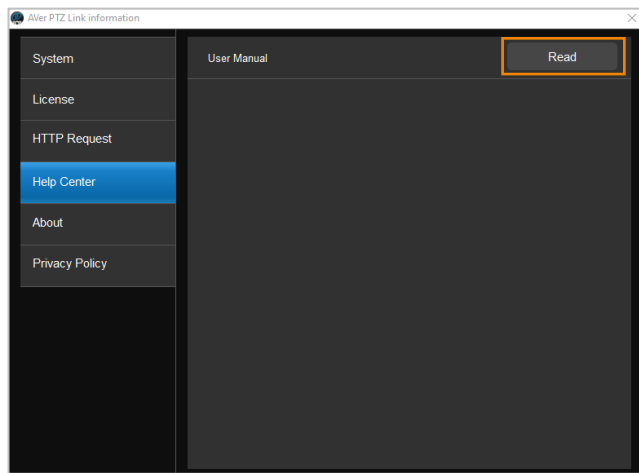 AVer PTZ Link information
System
User Manual
Read
License
HTTP Request
Help Center
About
Privacy Policy